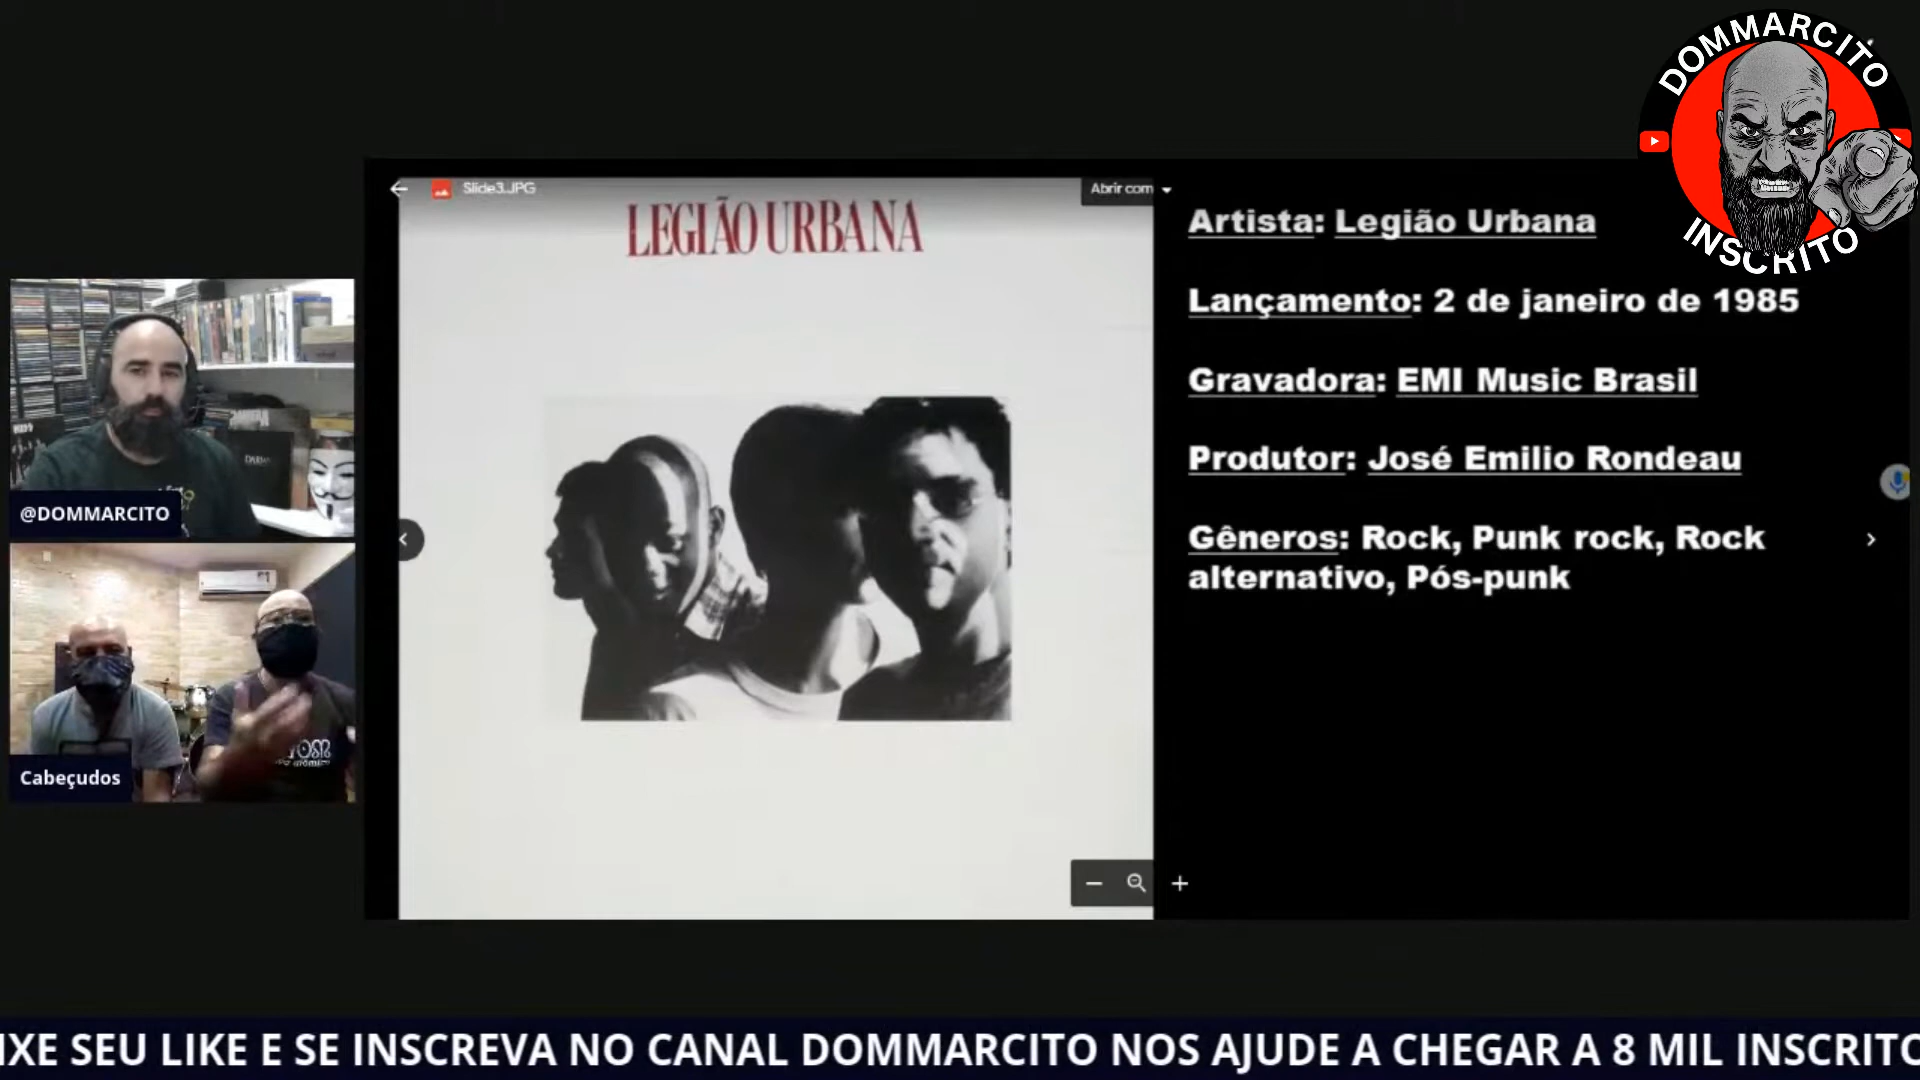 DOMMARCITO
INSCRITO
Slide3.JPG
Abrir com
LEGIÃO URBANA
Artista: Legião Urbana
Lançamento: 2 de janeiro de 1985
Gravadora: EMI Music Brasil
Produtor: José Emilio Rondeau
Gêneros: Rock, Punk rock, Rock
alternativo, Pós-punk
@DOMMARCITO
Cabeçudos
IXE SEU LIKE E SE INSCREVA NO CANAL DOMMARCITO NOS AJUDE A CHEGAR A 8 MIL INSCRITO